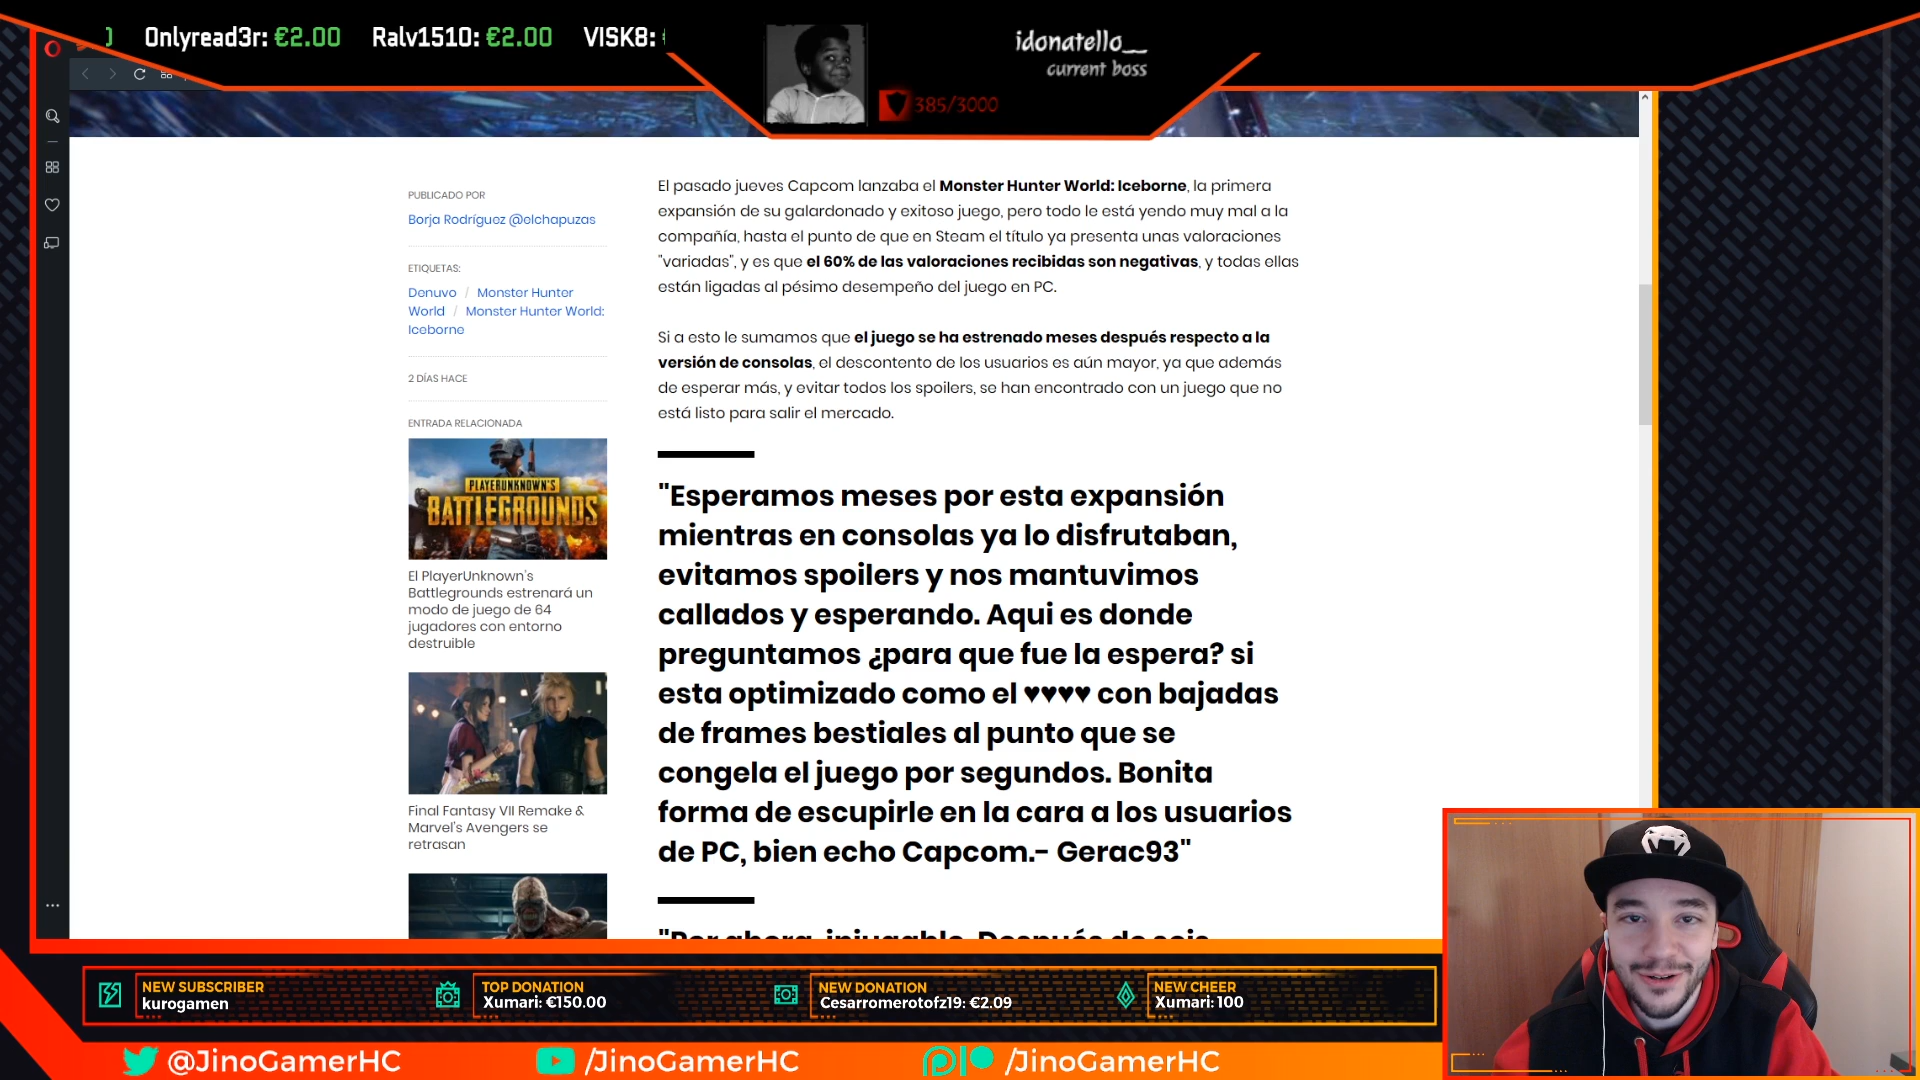 Onlyread3r: €2.00 Ralv1510: €2.00 VISK8:
idonatello__
current boss
385/3000
PUBLICADO POR
Borja Rodríguez @elchapuzas
ETIQUETAS:
Denuvo / Monster Hunter
World / Monster Hunter World:
Iceborne
2 DÍAS HACE
ENTRADA RELACIONADA
PLAYERUNKNOWN'S
BATTLEGROUNDS
El PlayerUnknown's
Battlegrounds estrenará un
modo de juego de 64
jugadores con entorno
destruible
Final Fantasy VII Remake &
Marvel's Avengers se
retrasan
El pasado jueves Capcom lanzaba el Monster Hunter World: Iceborne, la primera
expansión de su galardonado y exitoso juego, pero todo le está yendo muy mal a la
compañía, hasta el punto de que en Steam el título ya presenta unas valoraciones
"variadas", y es que el 60% de las valoraciones recibidas son negativas, y todas ellas
están ligadas al pésimo desempeño del juego en PC.
Si a esto le sumamos que el juego se ha estrenado meses después respecto a la
versión de consolas, el descontento de los usuarios es aún mayor, ya que además
de esperar más, y evitar todos los spoilers, se han encontrado con un juego que no
está listo para salir el mercado.
"Esperamos meses por esta expansión
mientras en consolas ya lo disfrutaban,
evitamos spoilers y nos mantuvimos
callados y esperando. Aqui es donde
preguntamos ¿para que fue la espera? si
esta optimizado como el ♥♥♥♥ con bajadas
de frames bestiales al punto que se
congela el juego por segundos. Bonita
forma de escupirle en la cara a los usuarios
de PC, bien echo Capcom.- Gerac93"
"Por ahora, injugable. Después de seis
NEW SUBSCRIBER
kurogamen
TOP DONATION
Xumari: €150.00
NEW DONATION
Cesarromerotofz19: €2.09
NEW CHEER
Xumari: 100
@JinoGamerHC
/JinoGamerHC
/JinoGamerHC